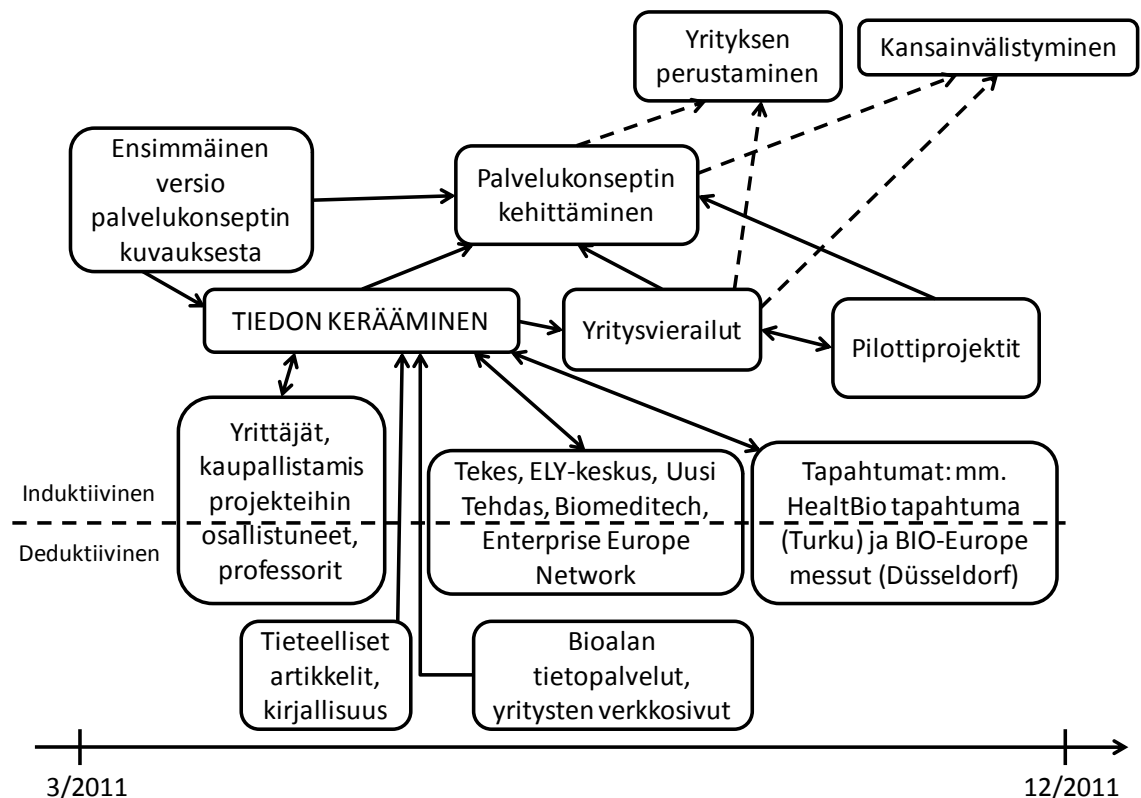 Yrityksen
perustaminen
Kansainvälistyminen
Ensimmäinen
versio
palvelukonseptin
kuvauksesta
Palvelukonseptin
kehittäminen
TIEDON KERÄÄMINEN
Yritysvierailut
Pilottiprojektit
Yrittäjät,
kaupallistamis
projekteihin
osallistuneet,
professorit
Tekes, ELY-keskus, Uusi
Tehdas, Biomeditech,
Enterprise Europe
Network
Tapahtumat: mm.
HealtBio tapahtuma
(Turku) ja BIO-Europe
messut (Düsseldorf)
Induktiivinen
Deduktiivinen
Tieteelliset
artikkelit,
kirjallisuus
Bioalan
tietopalvelut,
yritysten verkkosivut
3/2011
12/2011